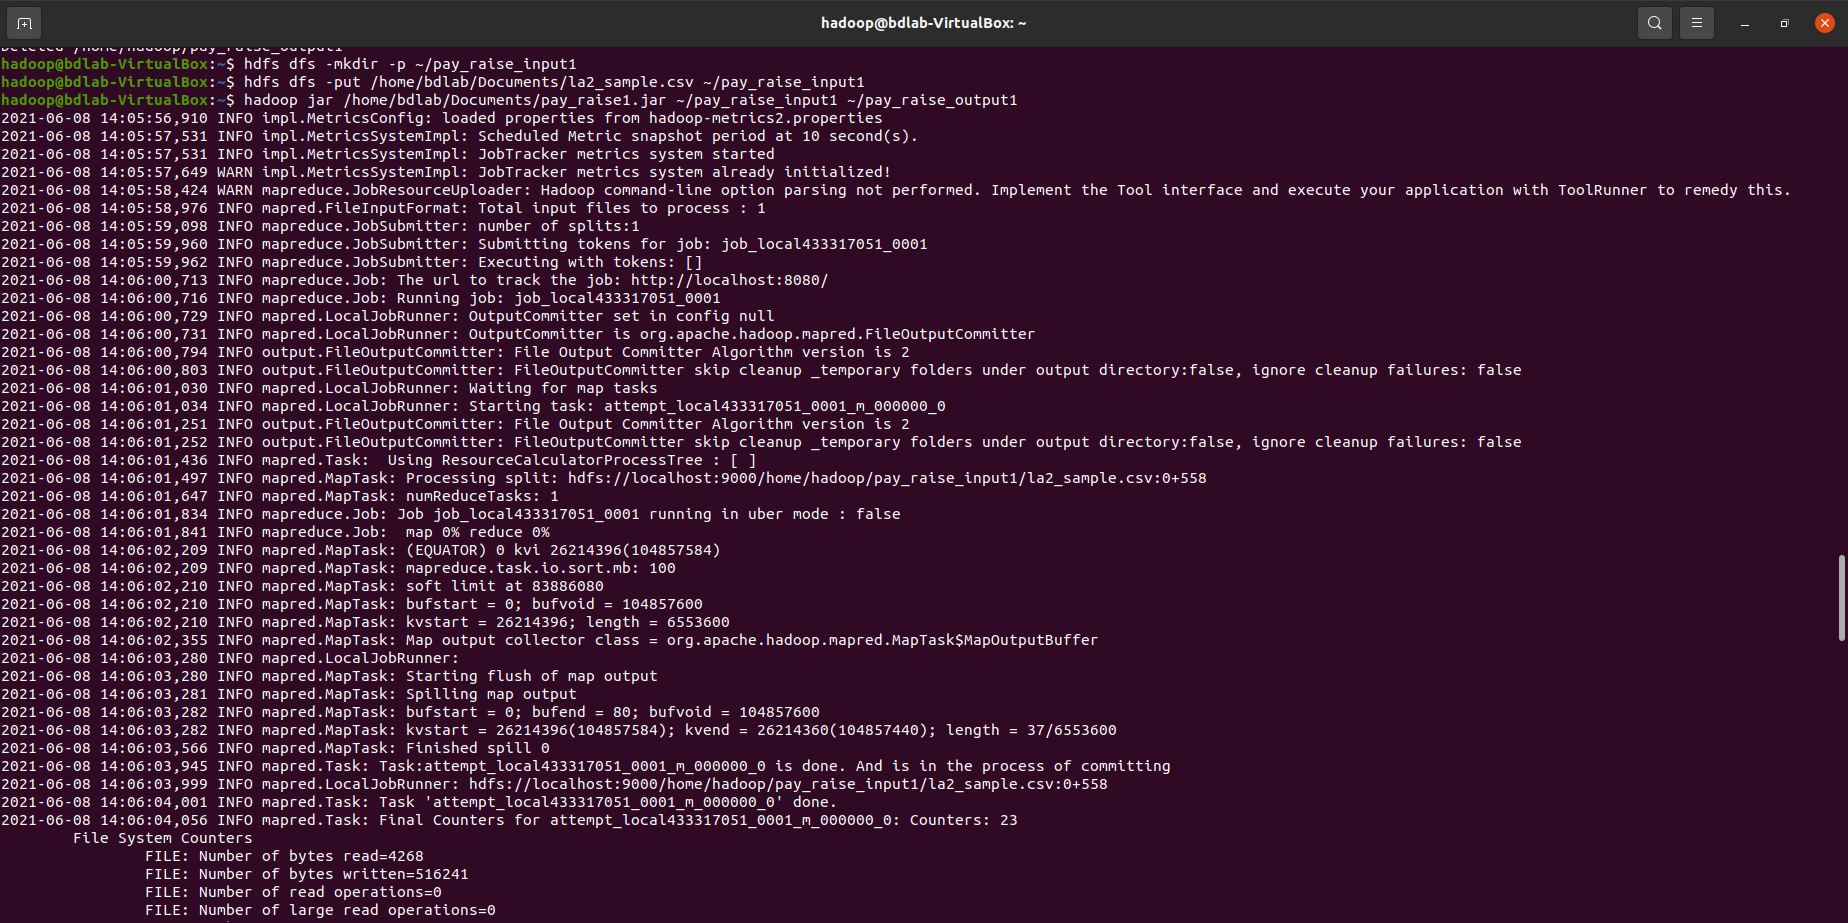 hadoop@bdlab-VirtualBox: ~
Deleted /home/hadoop/pay_raise_output1
hadoop@bdlab-VirtualBox:~$ hdfs dfs -mkdir -p ~/pay_raise_input1
hadoop@bdlab-VirtualBox:~$ hdfs dfs -put /home/bdlab/Documents/la2_sample.csv ~/pay_raise_input1
hadoop@bdlab-VirtualBox:~$ hadoop jar /home/bdlab/Documents/pay_raise1.jar ~/pay_raise_input1 ~/pay_raise_output1
2021-06-08 14:05:56,910 INFO impl.MetricsConfig: loaded properties from hadoop-metrics2.properties
2021-06-08 14:05:57,531 INFO impl.MetricsSystemImpl: Scheduled Metric snapshot period at 10 second(s).
2021-06-08 14:05:57,531 INFO impl.MetricsSystemImpl: JobTracker metrics system started
2021-06-08 14:05:57,649 WARN impl.MetricsSystemImpl: JobTracker metrics system already initialized!
2021-06-08 14:05:58,424 WARN mapreduce.JobResourceUploader: Hadoop command-line option parsing not performed. Implement the Tool interface and execute your application with ToolRunner to remedy this.
2021-06-08 14:05:58,976 INFO mapred.FileInputFormat: Total input files to process : 1
2021-06-08 14:05:59,098 INFO mapreduce.JobSubmitter: number of splits:1
2021-06-08 14:05:59,960 INFO mapreduce.JobSubmitter: Submitting tokens for job: job_local433317051_0001
2021-06-08 14:05:59,962 INFO mapreduce.JobSubmitter: Executing with tokens: []
2021-06-08 14:06:00,713 INFO mapreduce.Job: The url to track the job: http://localhost:8080/
2021-06-08 14:06:00,716 INFO mapreduce.Job: Running job: job_local433317051_0001
2021-06-08 14:06:00,729 INFO mapred.LocalJobRunner: OutputCommitter set in config null
2021-06-08 14:06:00,731 INFO mapred.LocalJobRunner: OutputCommitter is org.apache.hadoop.mapred.FileOutputCommitter
2021-06-08 14:06:00,794 INFO output.FileOutputCommitter: File Output Committer Algorithm version is 2
2021-06-08 14:06:00,803 INFO output.FileOutputCommitter: FileOutputCommitter skip cleanup _temporary folders under output directory:false, ignore cleanup failures: false
2021-06-08 14:06:01,030 INFO mapred.LocalJobRunner: Waiting for map tasks
2021-06-08 14:06:01,034 INFO mapred.LocalJobRunner: Starting task: attempt_local433317051_0001_m_000000_0
2021-06-08 14:06:01,251 INFO output.FileOutputCommitter: File Output Committer Algorithm version is 2
2021-06-08 14:06:01,252 INFO output.FileOutputCommitter: FileOutputCommitter skip cleanup _temporary folders under output directory:false, ignore cleanup failures: false
2021-06-08 14:06:01,436 INFO mapred.Task:  Using ResourceCalculatorProcessTree : [ ]
2021-06-08 14:06:01,497 INFO mapred.MapTask: Processing split: hdfs://localhost:9000/home/hadoop/pay_raise_input1/la2_sample.csv:0+558
2021-06-08 14:06:01,647 INFO mapred.MapTask: numReduceTasks: 1
2021-06-08 14:06:01,834 INFO mapreduce.Job: Job job_local433317051_0001 running in uber mode : false
2021-06-08 14:06:01,841 INFO mapreduce.Job:  map 0% reduce 0%
2021-06-08 14:06:02,209 INFO mapred.MapTask: (EQUATOR) 0 kvi 26214396(104857584)
2021-06-08 14:06:02,209 INFO mapred.MapTask: mapreduce.task.io.sort.mb: 100
2021-06-08 14:06:02,210 INFO mapred.MapTask: soft limit at 83886080
2021-06-08 14:06:02,210 INFO mapred.MapTask: bufstart = 0; bufvoid = 104857600
2021-06-08 14:06:02,210 INFO mapred.MapTask: kvstart = 26214396; length = 6553600
2021-06-08 14:06:02,355 INFO mapred.MapTask: Map output collector class = org.apache.hadoop.mapred.MapTask$MapOutputBuffer
2021-06-08 14:06:03,280 INFO mapred.LocalJobRunner:
2021-06-08 14:06:03,280 INFO mapred.MapTask: Starting flush of map output
2021-06-08 14:06:03,281 INFO mapred.MapTask: Spilling map output
2021-06-08 14:06:03,282 INFO mapred.MapTask: bufstart = 0; bufend = 80; bufvoid = 104857600
2021-06-08 14:06:03,282 INFO mapred.MapTask: kvstart = 26214396(104857584); kvend = 26214360(104857440); length = 37/6553600
2021-06-08 14:06:03,566 INFO mapred.MapTask: Finished spill 0
2021-06-08 14:06:03,945 INFO mapred.Task: Task:attempt_local433317051_0001_m_000000_0 is done. And is in the process of committing
2021-06-08 14:06:03,999 INFO mapred.LocalJobRunner: hdfs://localhost:9000/home/hadoop/pay_raise_input1/la2_sample.csv:0+558
2021-06-08 14:06:04,001 INFO mapred.Task: Task 'attempt_local433317051_0001_m_000000_0' done.
2021-06-08 14:06:04,056 INFO mapred.Task: Final Counters for attempt_local433317051_0001_m_000000_0: Counters: 23
File System Counters
FILE: Number of bytes read=4268
FILE: Number of bytes written=516241
FILE: Number of read operations=0
FILE: Number of large read operations=0